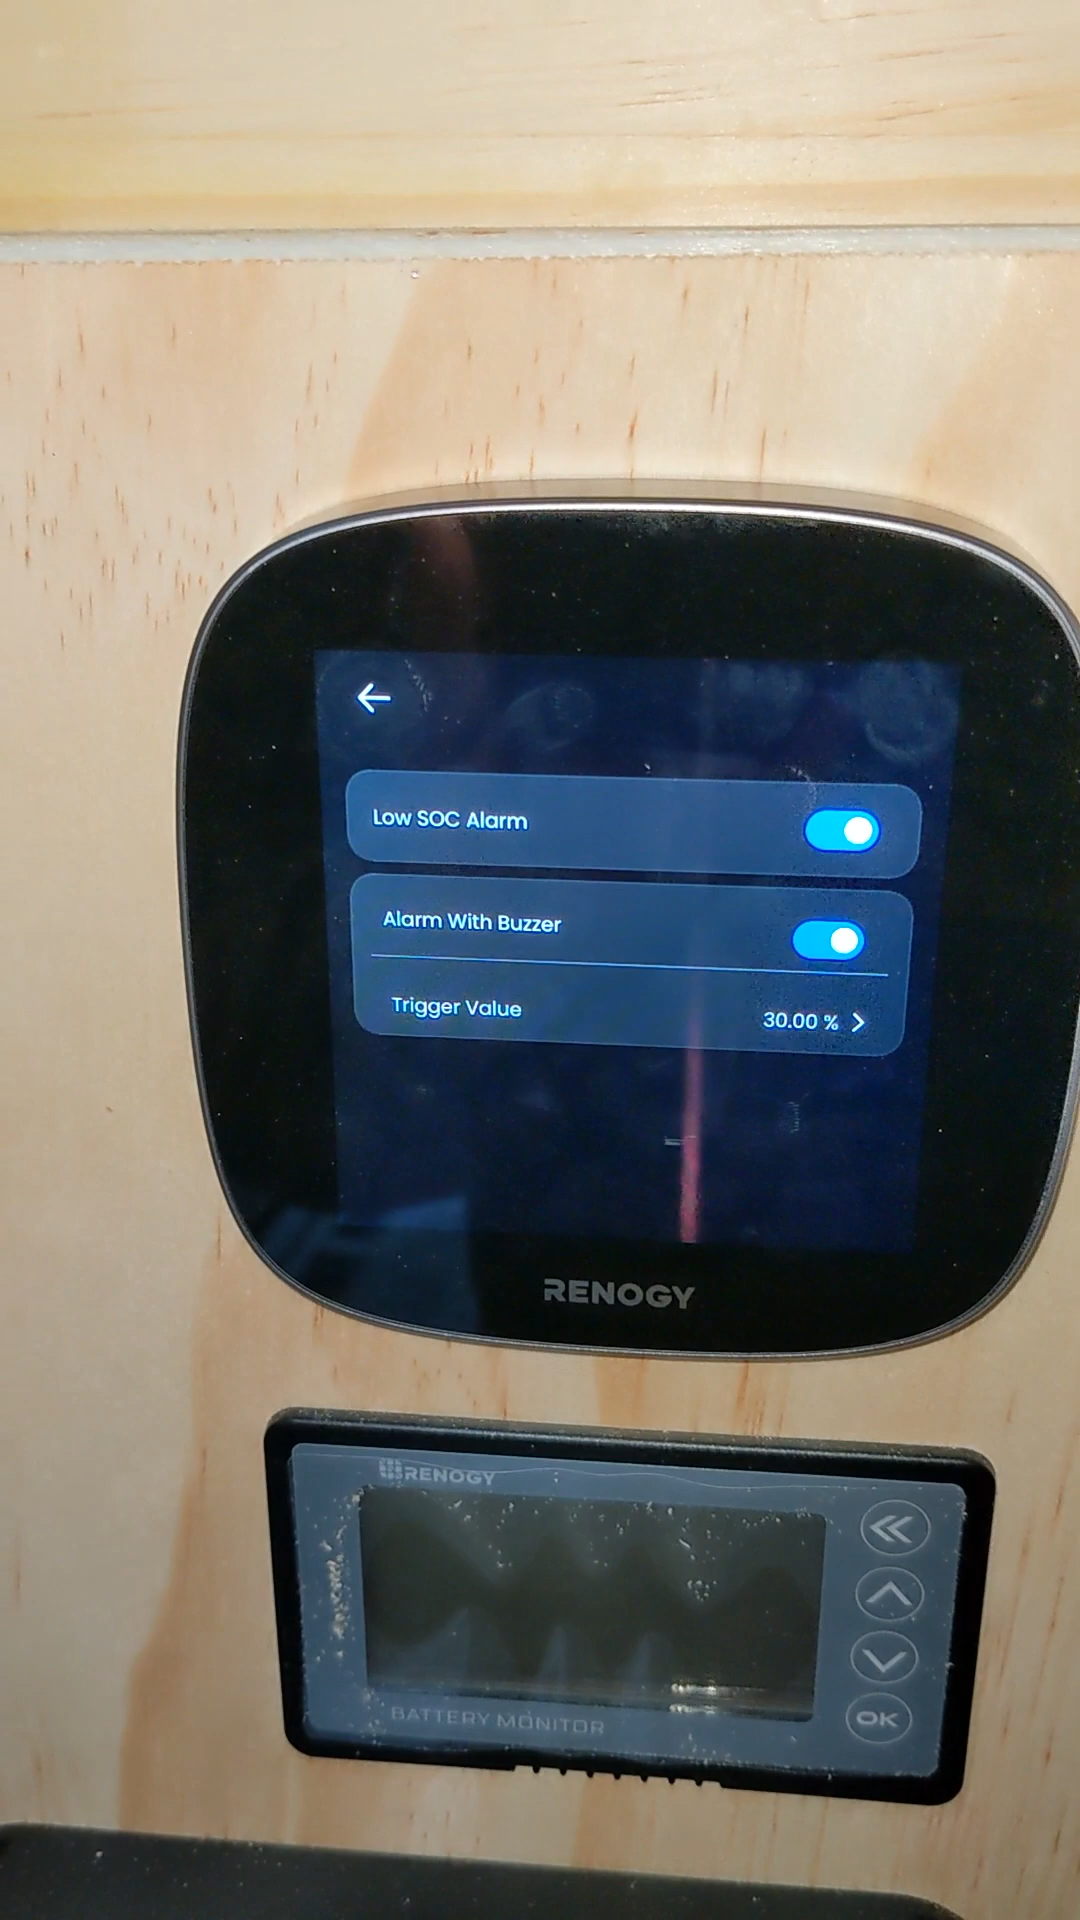 Low SOC Alarm
Alarm With Buzzer
Trigger Value 30.00 %
RENOGY
RENOGY
BATTERY MONITOR
OK